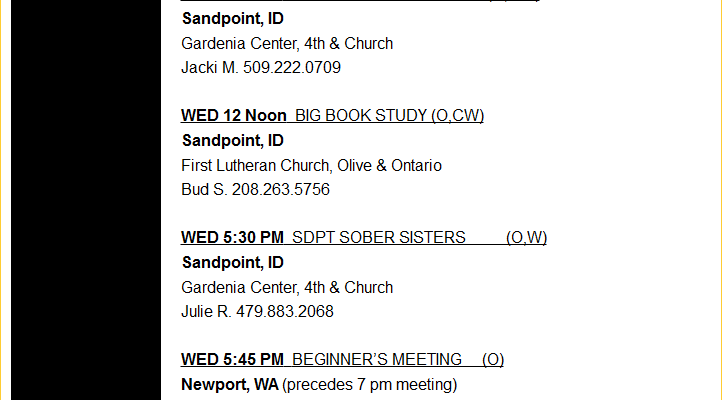 Sandpoint, ID
Gardenia Center, 4th & Church
Jacki M. 509.222.0709
WED 12 Noon  BIG BOOK STUDY (O,CW)
Sandpoint, ID
First Lutheran Church, Olive & Ontario
Bud S. 208.263.5756
WED 5:30 PM  SDPT SOBER SISTERS (O,W)
Sandpoint, ID
Gardenia Center, 4th & Church
Julie R. 479.883.2068
WED 5:45 PM  BEGINNER’S MEETING (O)
Newport, WA (precedes 7 pm meeting)